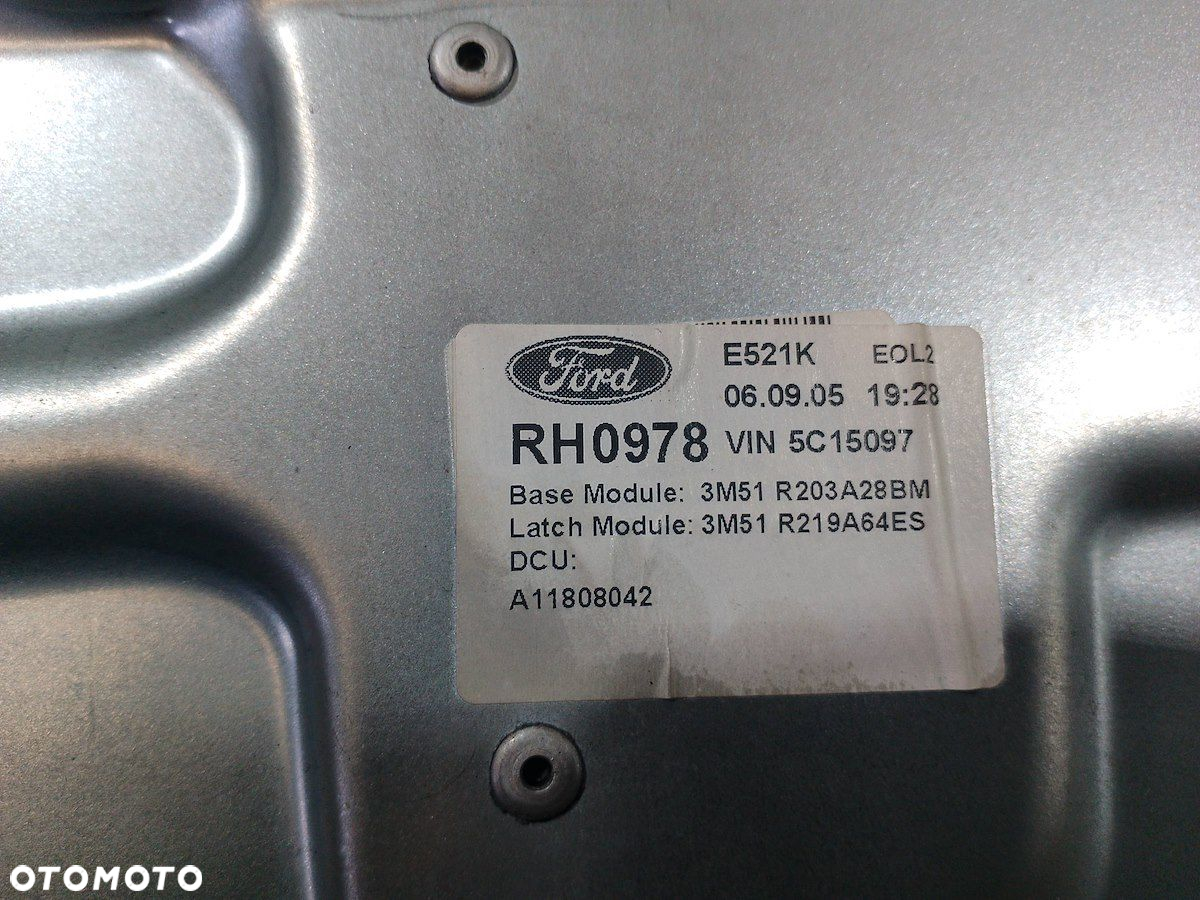 Ford
E521K EOL2
06.09.05 19:28
RH0978 VIN 5C15097
Base Module: 3M51 R203A28BM
Latch Module: 3M51 R219A64ES
DCU:
A11808042
OTOMOTO